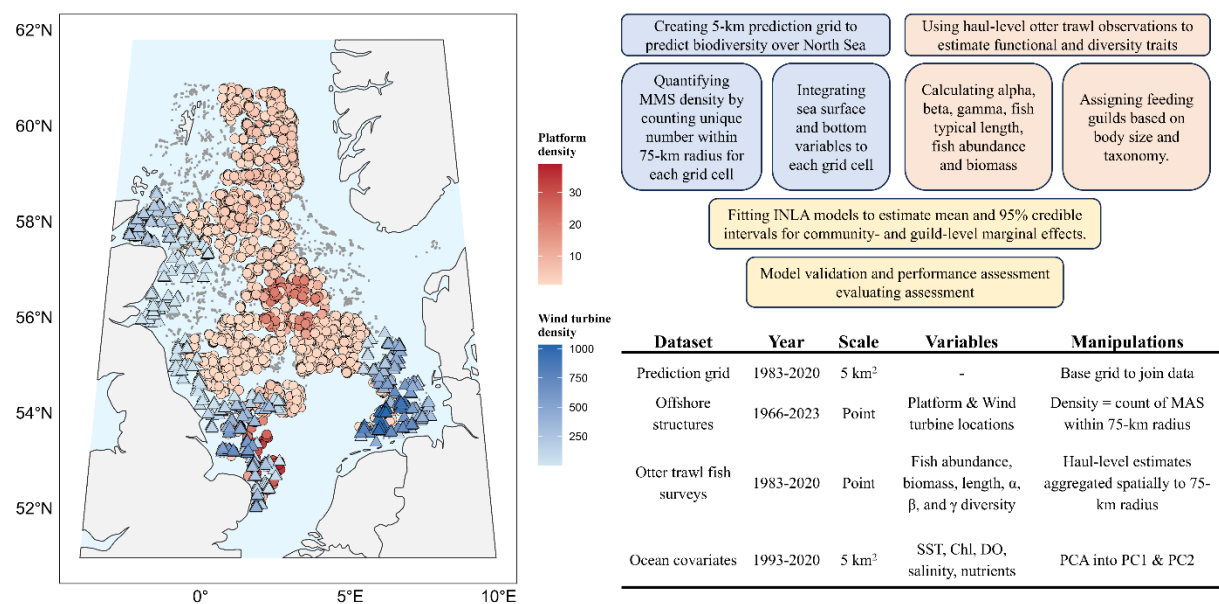 62°N
60°N
58°N
56°N
54°N
52°N
0°
5°E
10°E
Platform
density
30
20
10
Wind turbine
density
1000
750
500
250
Creating 5-km prediction grid to
predict biodiversity over North Sea
Using haul-level otter trawl observations to
estimate functional and diversity traits
Quantifying
MMS density by
counting unique
number within
75-km radius for
each grid cell
Integrating
sea surface
and bottom
variables to
each grid cell
Calculating alpha,
beta, gamma, fish
typical length,
fish abundance
and biomass
Assigning feeding
guilds based on
body size and
taxonomy.
Fitting INLA models to estimate mean and 95% credible
intervals for community- and guild-level marginal effects.
Model validation and performance assessment
evaluating assessment
Dataset Year Scale Variables Manipulations
Prediction grid 1983-2020 5 km² - Base grid to join data
Offshore
structures
1966-2023 Point
Platform & Wind
turbine locations
Density = count of MAS
within 75-km radius
Otter trawl fish
surveys
1983-2020 Point
Fish abundance,
biomass, length, α,
β, and γ diversity
Haul-level estimates
aggregated spatially to 75-
km radius
Ocean covariates 1993-2020 5 km²
SST, Chl, DO,
salinity, nutrients
PCA into PC1 & PC2